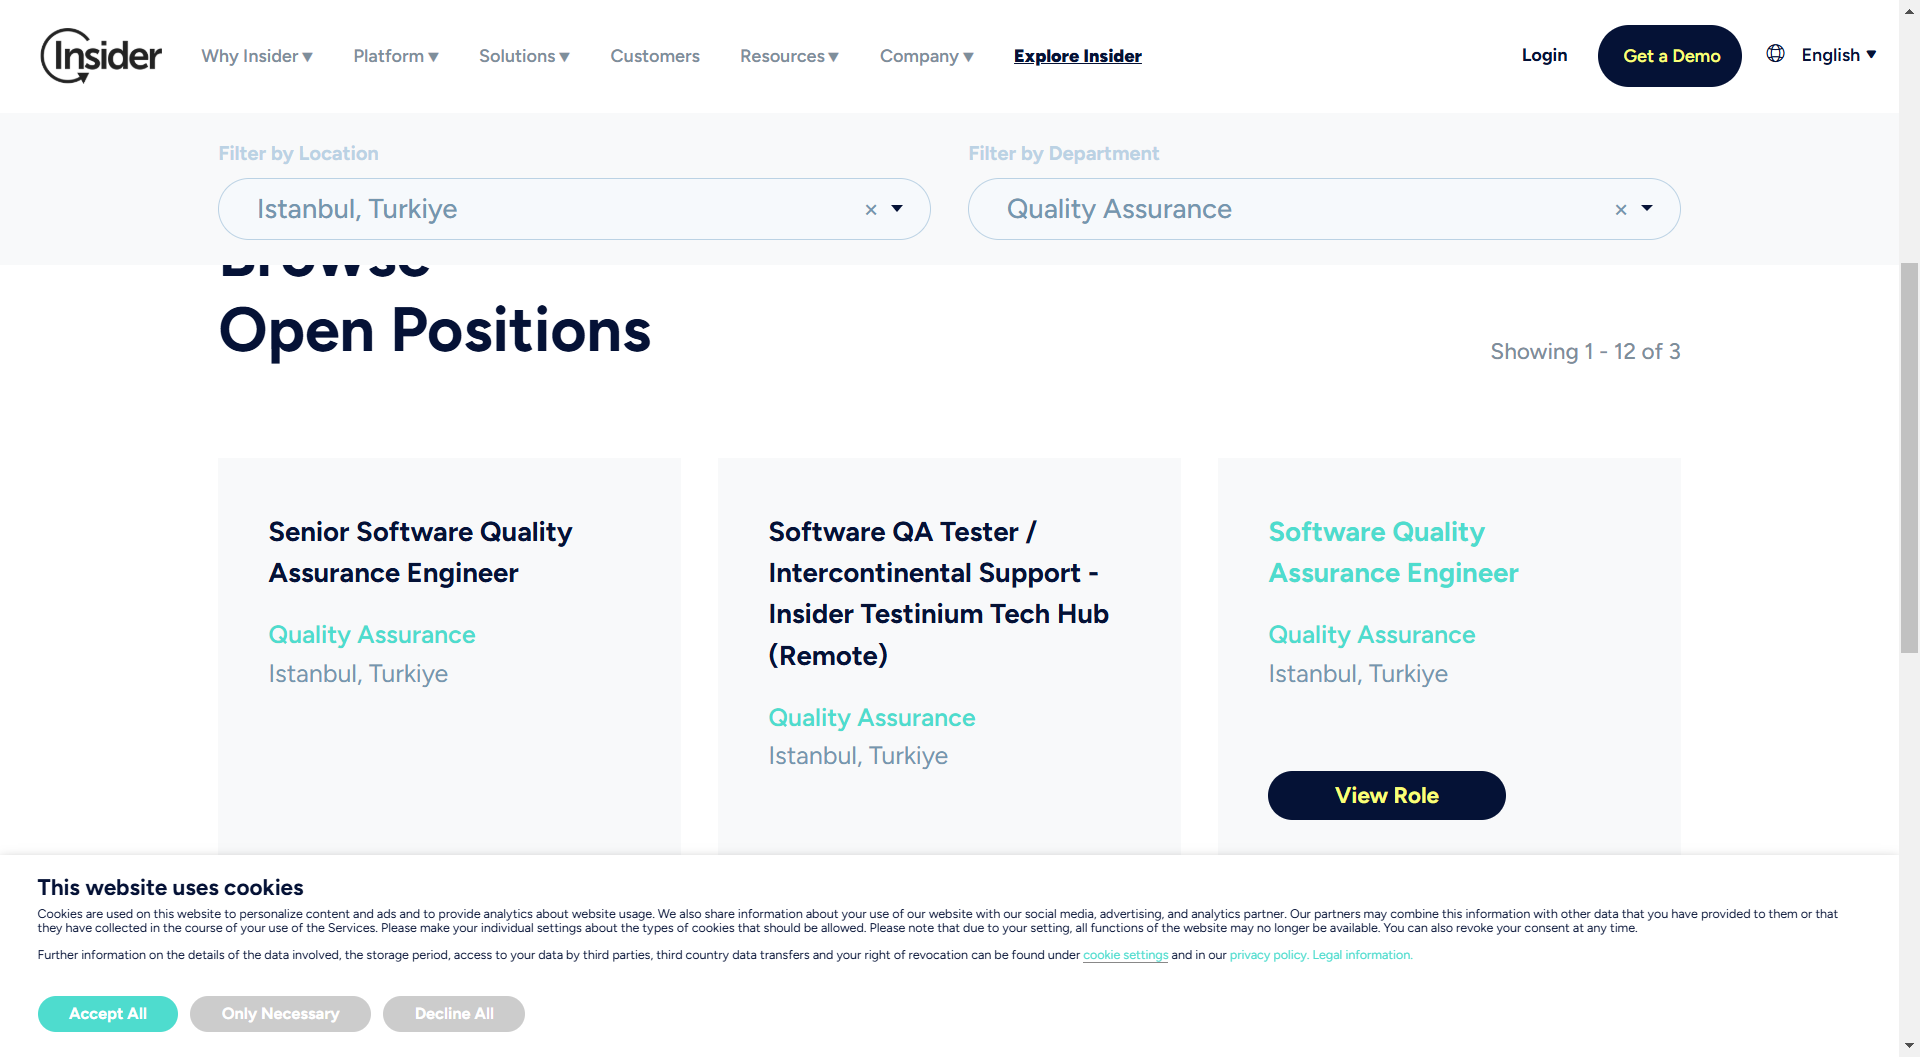 Insider
Why Insider▼ Platform▼ Solutions▼ Customers Resources▼ Company▼ Explore Insider Login Get a Demo English▼
Filter by Location Filter by Department
Istanbul, Turkiye × Quality Assurance ×
Browse
Open Positions
Showing 1 - 12 of 3
Senior Software Quality
Assurance Engineer
Quality Assurance
Istanbul, Turkiye
Software QA Tester /
Intercontinental Support -
Insider Testinium Tech Hub
(Remote)
Quality Assurance
Istanbul, Turkiye
Software Quality
Assurance Engineer
Quality Assurance
Istanbul, Turkiye
View Role
This website uses cookies
Cookies are used on this website to personalize content and ads and to provide analytics about website usage. We also share information about your use of our website with our social media, advertising, and analytics partner. Our partners may combine this information with other data that you have provided to them or that
they have collected in the course of your use of the Services. Please make your individual settings about the types of cookies that should be allowed. Please note that due to your setting, all functions of the website may no longer be available. You can also revoke your consent at any time.
Further information on the details of the data involved, the storage period, access to your data by third parties, third country data transfers and your right of revocation can be found under cookie settings and in our privacy policy. Legal information.
Accept All Only Necessary Decline All